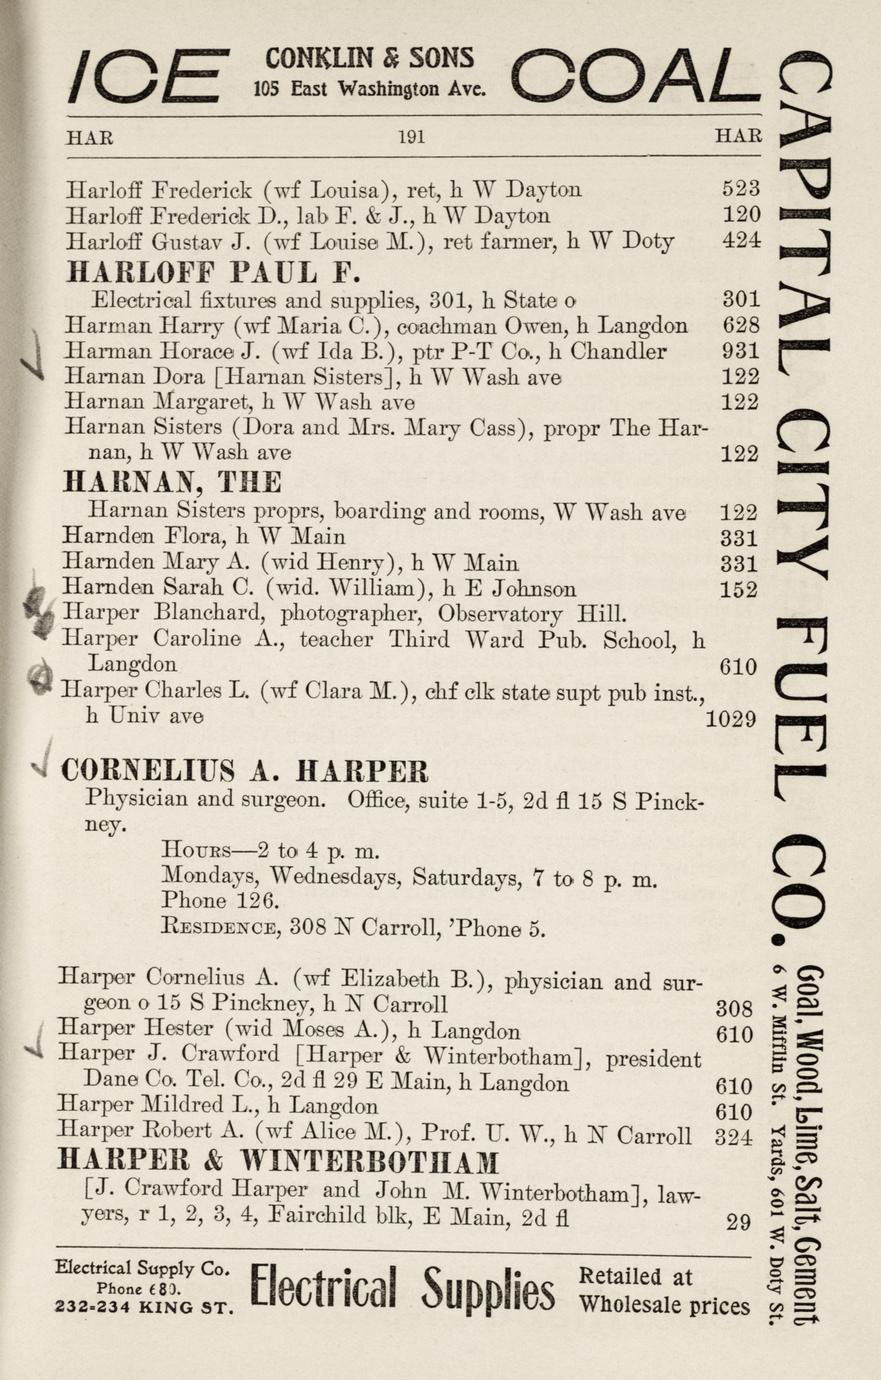 ICE CONKLIN & SONS COAL
105 East Washington Ave.
HAR 191 HAR
Harloff Frederick (wf Louisa), ret, h W Dayton 523
Harloff Frederick D., lab F. & J., h W Dayton 120
Harloff Gustav J. (wf Louise M.), ret farmer, h W Doty 424
HARLOFF PAUL F.
Electrical fixtures and supplies, 301, h State o 301
Harman Harry (wf Maria C.), coachman Owen, h Langdon 628
Harman Horace J. (wf Ida B.), ptr P-T Co., h Chandler 931
Harnan Dora [Harnan Sisters], h W Wash ave 122
Harnan Margaret, h W Wash ave 122
Harnan Sisters (Dora and Mrs. Mary Cass), propr The Har-
nan, h W Wash ave 122
HARNAN, THE
Harnan Sisters proprs, boarding and rooms, W Wash ave 122
Harnden Flora, h W Main 331
Harnden Mary A. (wid Henry), h W Main 331
Harnden Sarah C. (wid. William), h E Johnson 152
Harper Blanchard, photographer, Observatory Hill.
Harper Caroline A., teacher Third Ward Pub. School, h
Langdon 610
Harper Charles L. (wf Clara M.), chf clk state supt pub inst.,
h Univ ave 1029
CORNELIUS A. HARPER
Physician and surgeon. Office, suite 1-5, 2d fl 15 S Pinck-
ney.
HOURS—2 to 4 p. m.
Mondays, Wednesdays, Saturdays, 7 to 8 p. m.
Phone 126.
RESIDENCE, 308 N Carroll, 'Phone 5.
Harper Cornelius A. (wf Elizabeth B.), physician and sur-
geon o 15 S Pinckney, h N Carroll 308
Harper Hester (wid Moses A.), h Langdon 610
Harper J. Crawford [Harper & Winterbotham], president
Dane Co. Tel. Co., 2d fl 29 E Main, h Langdon 610
Harper Mildred L., h Langdon 610
Harper Robert A. (wf Alice M.), Prof. U. W., h N Carroll 324
HARPER & WINTERBOTHAM
[J. Crawford Harper and John M. Winterbotham], law-
yers, r 1, 2, 3, 4, Fairchild blk, E Main, 2d fl 29
Electrical Supply Co.
Phone 680.
232-234 KING ST.
Electrical Supplies
Retailed at
Wholesale prices
CAPITAL CITY FUEL CO.
Coal, Wood, Lime, Salt, Cement
6 W. Mifflin St. Yards, 601 W. Doty St.